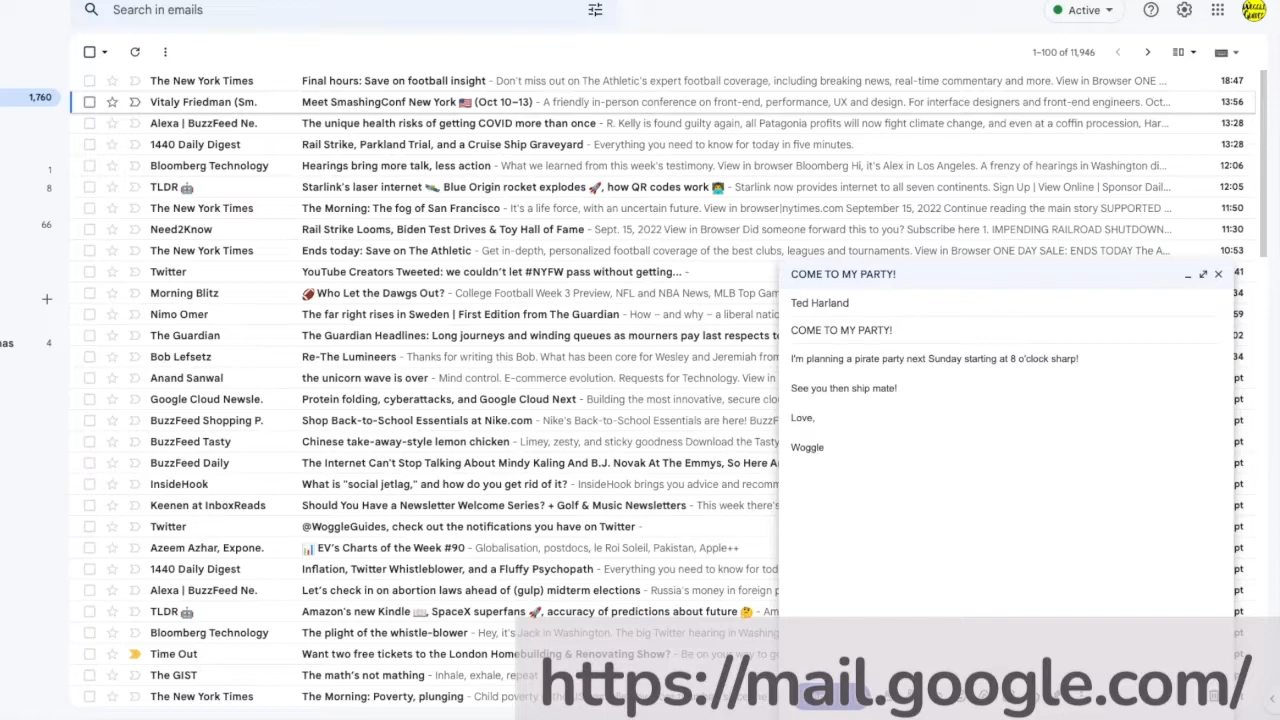 Search in emails
Active
1–100 of 11,946
1,760
1
8
66
mas
4
The New York Times Final hours: Save on football insight - Don't miss out on The Athletic's expert football coverage, including breaking news, real-time commentary and more. View in Browser ONE ... 18:47
Vitaly Friedman (Sm. Meet SmashingConf New York 🇺🇸 (Oct 10–13) - A friendly in-person conference on front-end, performance, UX and design. For interface designers and front-end engineers. Oct... 13:56
Alexa | BuzzFeed Ne. The unique health risks of getting COVID more than once - R. Kelly is found guilty again, all Patagonia profits will now fight climate change, and even at a coffin procession, Har... 13:28
1440 Daily Digest Rail Strike, Parkland Trial, and a Cruise Ship Graveyard - Everything you need to know for today in five minutes. 13:28
Bloomberg Technology Hearings bring more talk, less action - What we learned from this week's testimony. View in browser Bloomberg Hi, it's Alex in Los Angeles. A frenzy of hearings in Washington di... 12:06
TLDR 🤖 Starlink's laser internet 🛰️, Blue Origin rocket explodes 🚀, how QR codes work 👨‍💻 - Starlink now provides internet to all seven continents. Sign Up | View Online | Sponsor Dail... 12:05
The New York Times The Morning: The fog of San Francisco - It's a life force, with an uncertain future. View in browser|nytimes.com September 15, 2022 Continue reading the main story SUPPORTED ... 11:50
Need2Know Rail Strike Looms, Biden Test Drives & Toy Hall of Fame - Sept. 15, 2022 View in Browser Did someone forward this to you? Subscribe here 1. IMPENDING RAILROAD SHUTDOWN... 11:30
The New York Times Ends today: Save on The Athletic - Get in-depth, personalized football coverage of the best clubs, leagues and tournaments. View in Browser ONE DAY SALE: ENDS TODAY The A... 10:53
Twitter YouTube Creators Tweeted: we couldn't let #NYFW pass without getting... - 41
Morning Blitz 🏈 Who Let the Dawgs Out? - College Football Week 3 Preview, NFL and NBA News, MLB Top Gam 34
Nimo Omer The far right rises in Sweden | First Edition from The Guardian - How – and why – a liberal natio 59
The Guardian The Guardian Headlines: Long journeys and winding queues as mourners pay last respects to 02
Bob Lefsetz Re-The Lumineers - Thanks for writing this Bob. What has been core for Wesley and Jeremiah from 34
Anand Sanwal the unicorn wave is over - Mind control. E-commerce evolution. Requests for Technology. View in pt
Google Cloud Newsle. Protein folding, cyberattacks, and Google Cloud Next - Building the most innovative, secure clo pt
BuzzFeed Shopping P. Shop Back-to-School Essentials at Nike.com - Nike's Back-to-School Essentials are here! BuzzF pt
BuzzFeed Tasty Chinese take-away-style lemon chicken - Limey, zesty, and sticky goodness Download the Tasty pt
BuzzFeed Daily The Internet Can't Stop Talking About Mindy Kaling And B.J. Novak At The Emmys, So Here A pt
InsideHook What is "social jetlag," and how do you get rid of it? - InsideHook brings you advice and recomm pt
Keenen at InboxReads Should You Have a Newsletter Welcome Series? + Golf & Music Newsletters - This week there's pt
Twitter @WoggleGuides, check out the notifications you have on Twitter - pt
Azeem Azhar, Expone. 📊 EV's Charts of the Week #90 - Globalisation, postdocs, le Roi Soleil, Pakistan, Apple++ pt
1440 Daily Digest Inflation, Twitter Whistleblower, and a Fluffy Psychopath - Everything you need to know for tod pt
Alexa | BuzzFeed Ne. Let's check in on abortion laws ahead of (gulp) midterm elections - Russia's money in foreign p pt
TLDR 🤖 Amazon's new Kindle 📖, SpaceX superfans 🚀, accuracy of predictions about future 🤔 - Am pt
Bloomberg Technology The plight of the whistle-blower - Hey, it's Jack in Washington. The big Twitter hearing in Washing pt
Time Out Want two free tickets to the London Homebuilding & Renovating Show? - Be on your way to pt
The GIST The math's not mathing - Inhale, exhale, repeat
The New York Times The Morning: Poverty, plunging - Child poverty
COME TO MY PARTY!
Ted Harland
COME TO MY PARTY!
I'm planning a pirate party next Sunday starting at 8 o'clock sharp!
See you then ship mate!
Love,
Woggle
https://mail.google.com/